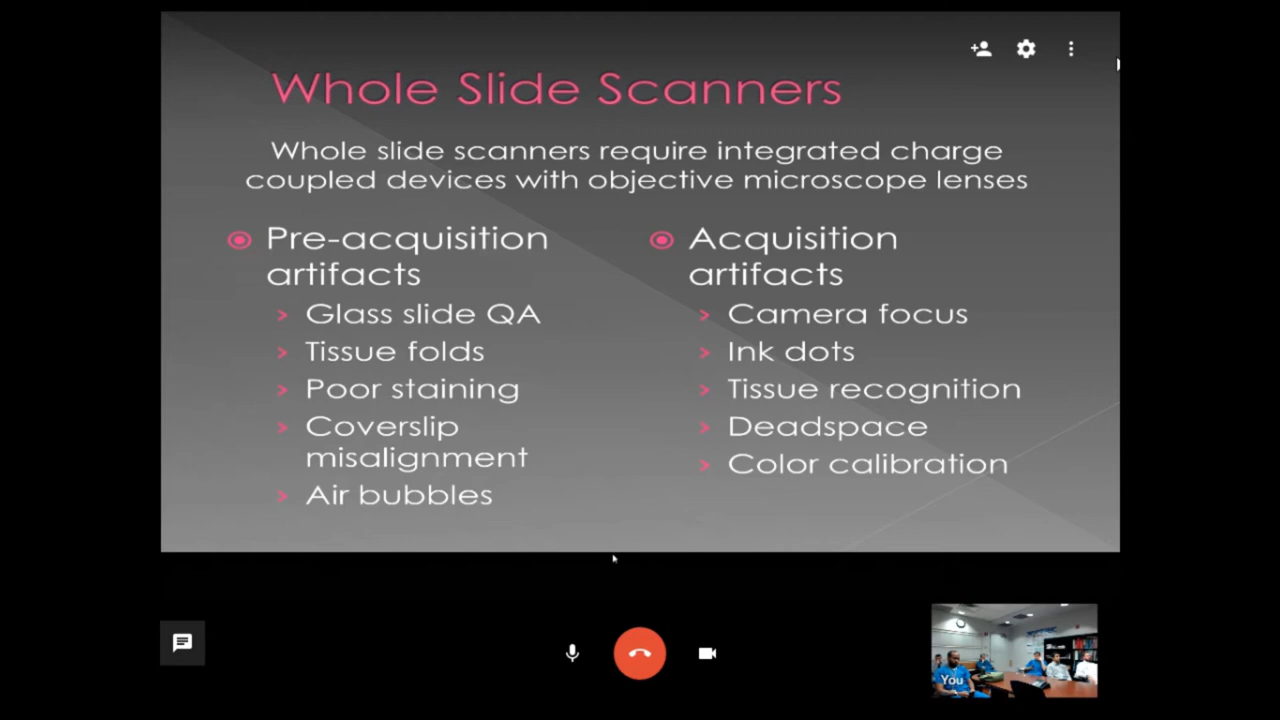 Whole Slide Scanners
Whole slide scanners require integrated charge
coupled devices with objective microscope lenses
Pre-acquisition
artifacts
Glass slide QA
Tissue folds
Poor staining
Coverslip
misalignment
Air bubbles
Acquisition
artifacts
Camera focus
Ink dots
Tissue recognition
Deadspace
Color calibration
You